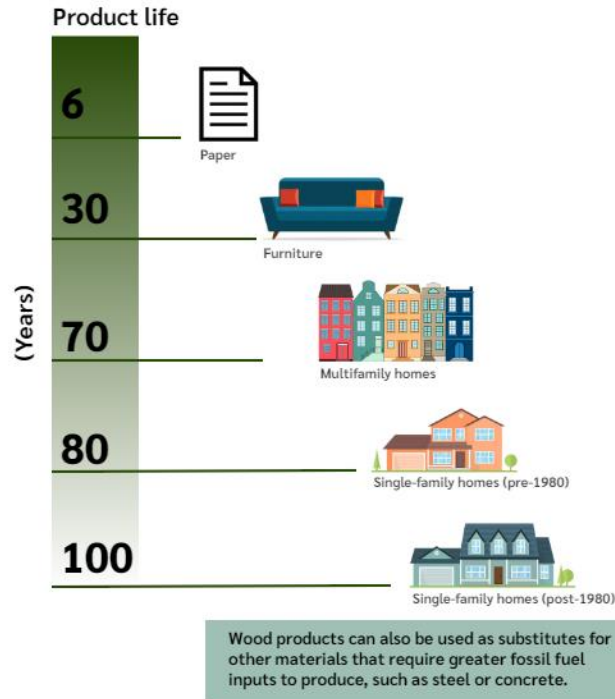 Product life
(Years)
6
Paper
30
Furniture
70
Multifamily homes
80
Single-family homes (pre-1980)
100
Single-family homes (post-1980)
Wood products can also be used as substitutes for
other materials that require greater fossil fuel
inputs to produce, such as steel or concrete.